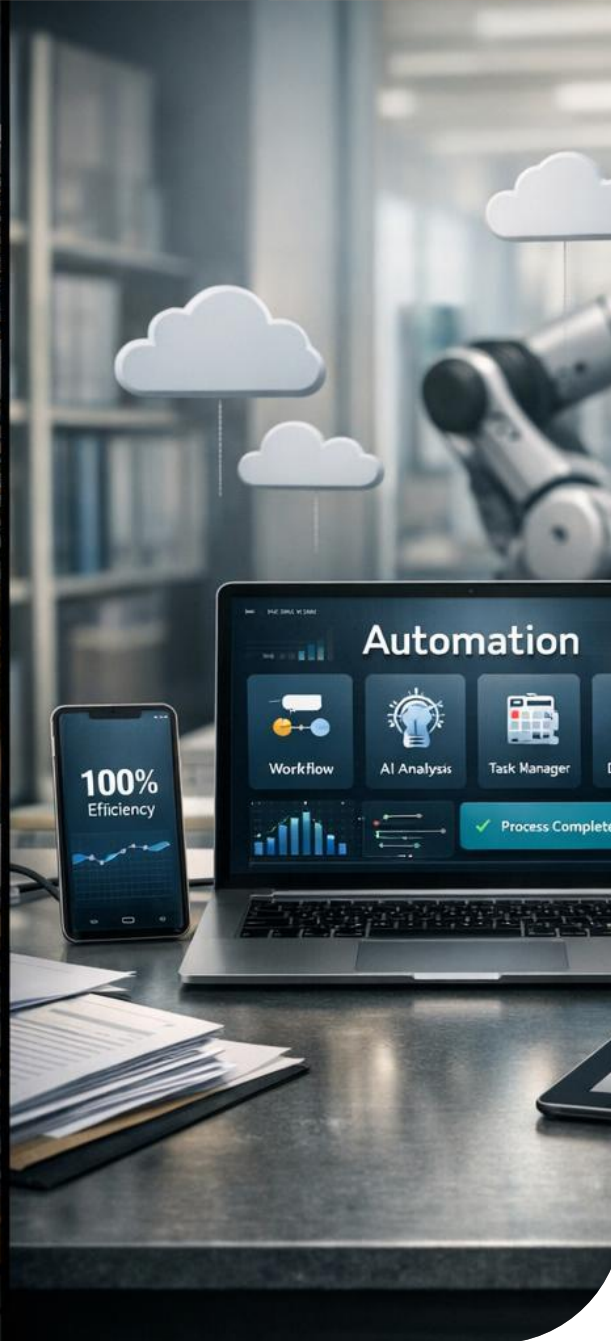 Automation
Workflow
AI Analysis
Task Manager
100%
Efficiency
Process Complete